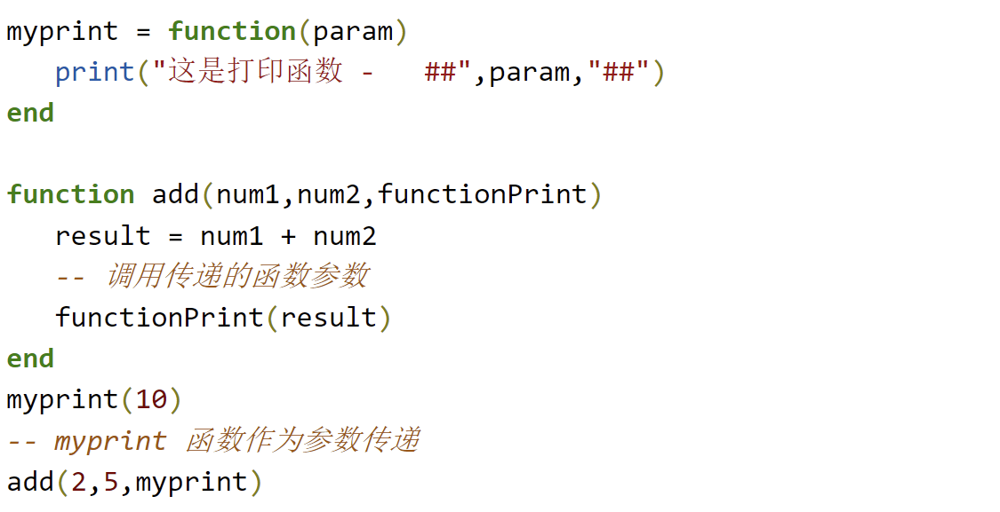 myprint = function(param)
   print("这是打印函数 -   ##",param,"##")
end

function add(num1,num2,functionPrint)
   result = num1 + num2
   -- 调用传递的函数参数
   functionPrint(result)
end
myprint(10)
-- myprint 函数作为参数传递
add(2,5,myprint)